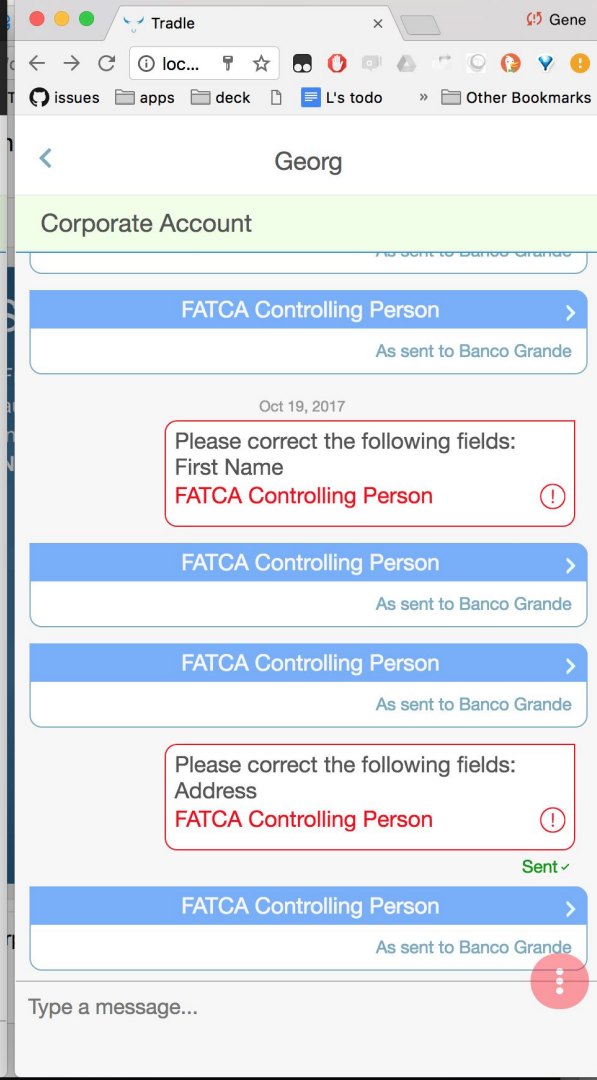 Tradle
Gene
loc...
issues
apps
deck
L's todo
»
Other Bookmarks
Georg
Corporate Account
As sent to Banco Grande
FATCA Controlling Person
As sent to Banco Grande
Oct 19, 2017
Please correct the following fields:
First Name
FATCA Controlling Person
FATCA Controlling Person
As sent to Banco Grande
FATCA Controlling Person
As sent to Banco Grande
Please correct the following fields:
Address
FATCA Controlling Person
Sent
FATCA Controlling Person
As sent to Banco Grande
Type a message...